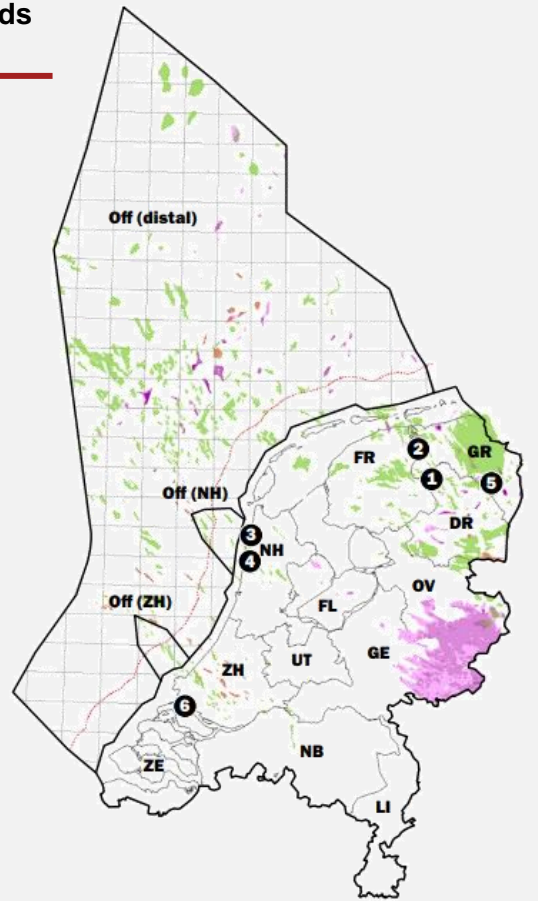 ds
Off (distal)
GR
2
FR
1
5
Off (NH)
DR
3
NH
4
OV
Off (ZH)
FL
UT
GE
ZH
6
NB
ZE
LI